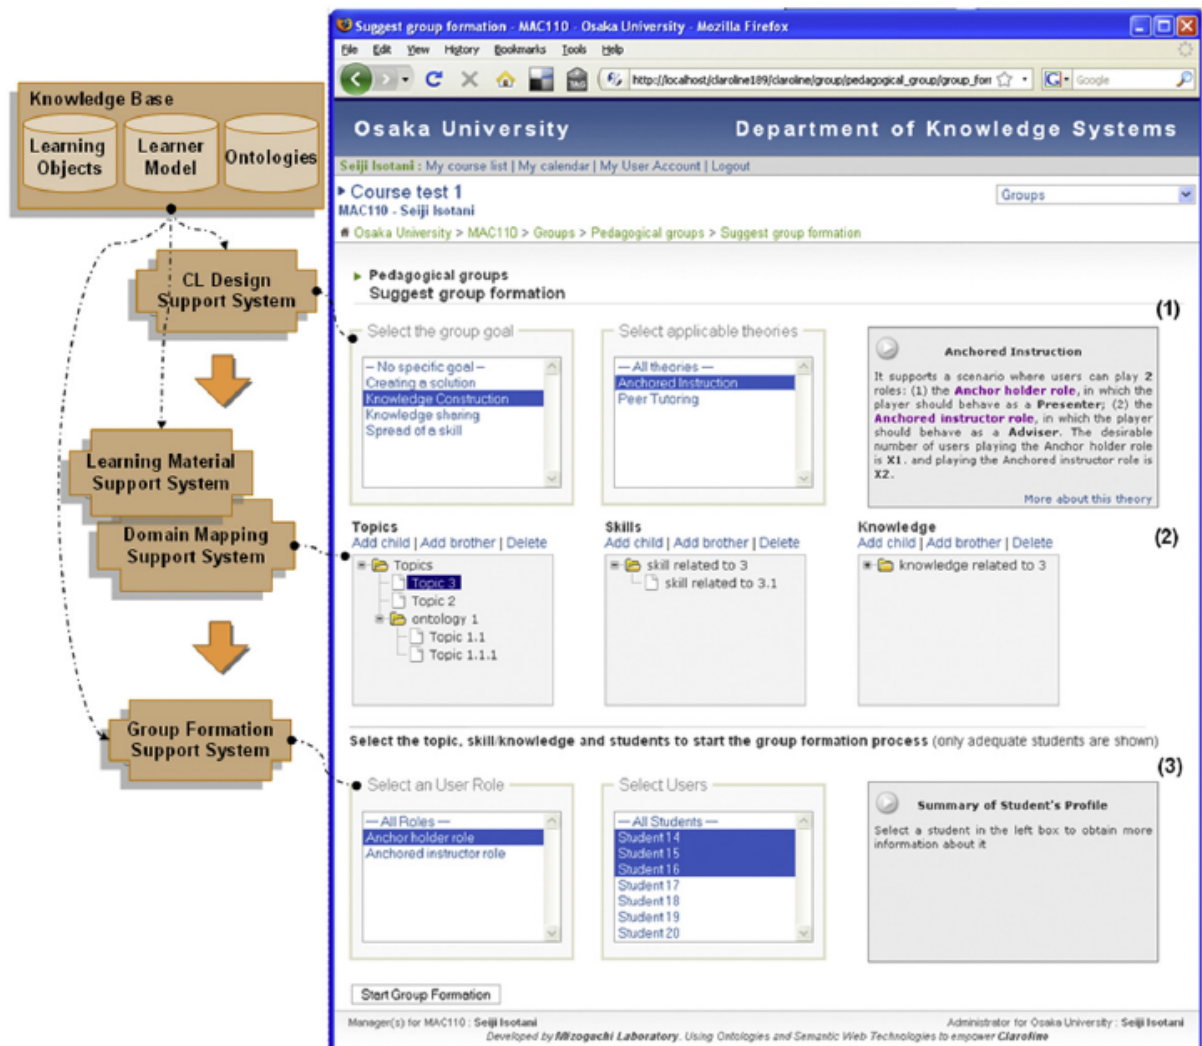 Knowledge Base
Learning Objects
Learner Model
Ontologies
CL Design
Support System
Learning Material
Support System
Domain Mapping
Support System
Group Formation
Support System
Suggest group formation - MAC110 - Osaka University - Mozilla Firefox
File Edit View History Bookmarks Tools Help
http://localhost/claroline189/claroline/group/pedagogical_group/group_forr
Google
Osaka University Department of Knowledge Systems
Seiji Isotani : My course list | My calendar | My User Account | Logout
Course test 1
Groups
MAC110 - Seiji Isotani
Osaka University > MAC110 > Groups > Pedagogical groups > Suggest group formation
Pedagogical groups
Suggest group formation
(1)
Select the group goal
– No specific goal –
Creating a solution
Knowledge Construction
Knowledge sharing
Spread of a skill
Select applicable theories
— All theories —
Anchored Instruction
Peer Tutoring
Anchored Instruction
It supports a scenario where users can play 2
roles: (1) the Anchor holder role, in which the
player should behave as a Presenter; (2) the
Anchored instructor role, in which the player
should behave as a Adviser. The desirable
number of users playing the Anchor holder role
is X1. and playing the Anchored instructor role is
X2.
More about this theory
(2)
Topics
Add child | Add brother | Delete
Topics
Topic 3
Topic 2
ontology 1
Topic 1.1
Topic 1.1.1
Skills
Add child | Add brother | Delete
skill related to 3
skill related to 3.1
Knowledge
Add child | Add brother | Delete
knowledge related to 3
Select the topic, skill/knowledge and students to start the group formation process (only adequate students are shown)
(3)
Select an User Role
— All Roles —
Anchor holder role
Anchored instructor role
Select Users
— All Students —
Student 14
Student 15
Student 16
Student 17
Student 18
Student 19
Student 20
Summary of Student's Profile
Select a student in the left box to obtain more
information about it
Start Group Formation
Manager(s) for MAC110 : Seiji Isotani
Administrator for Osaka University : Seiji Isotani
Developed by Mizoguchi Laboratory. Using Ontologies and Semantic Web Technologies to empower Claroline